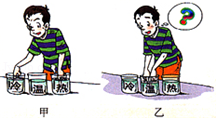 ?
冷 温 热 冷 温 热
甲 乙